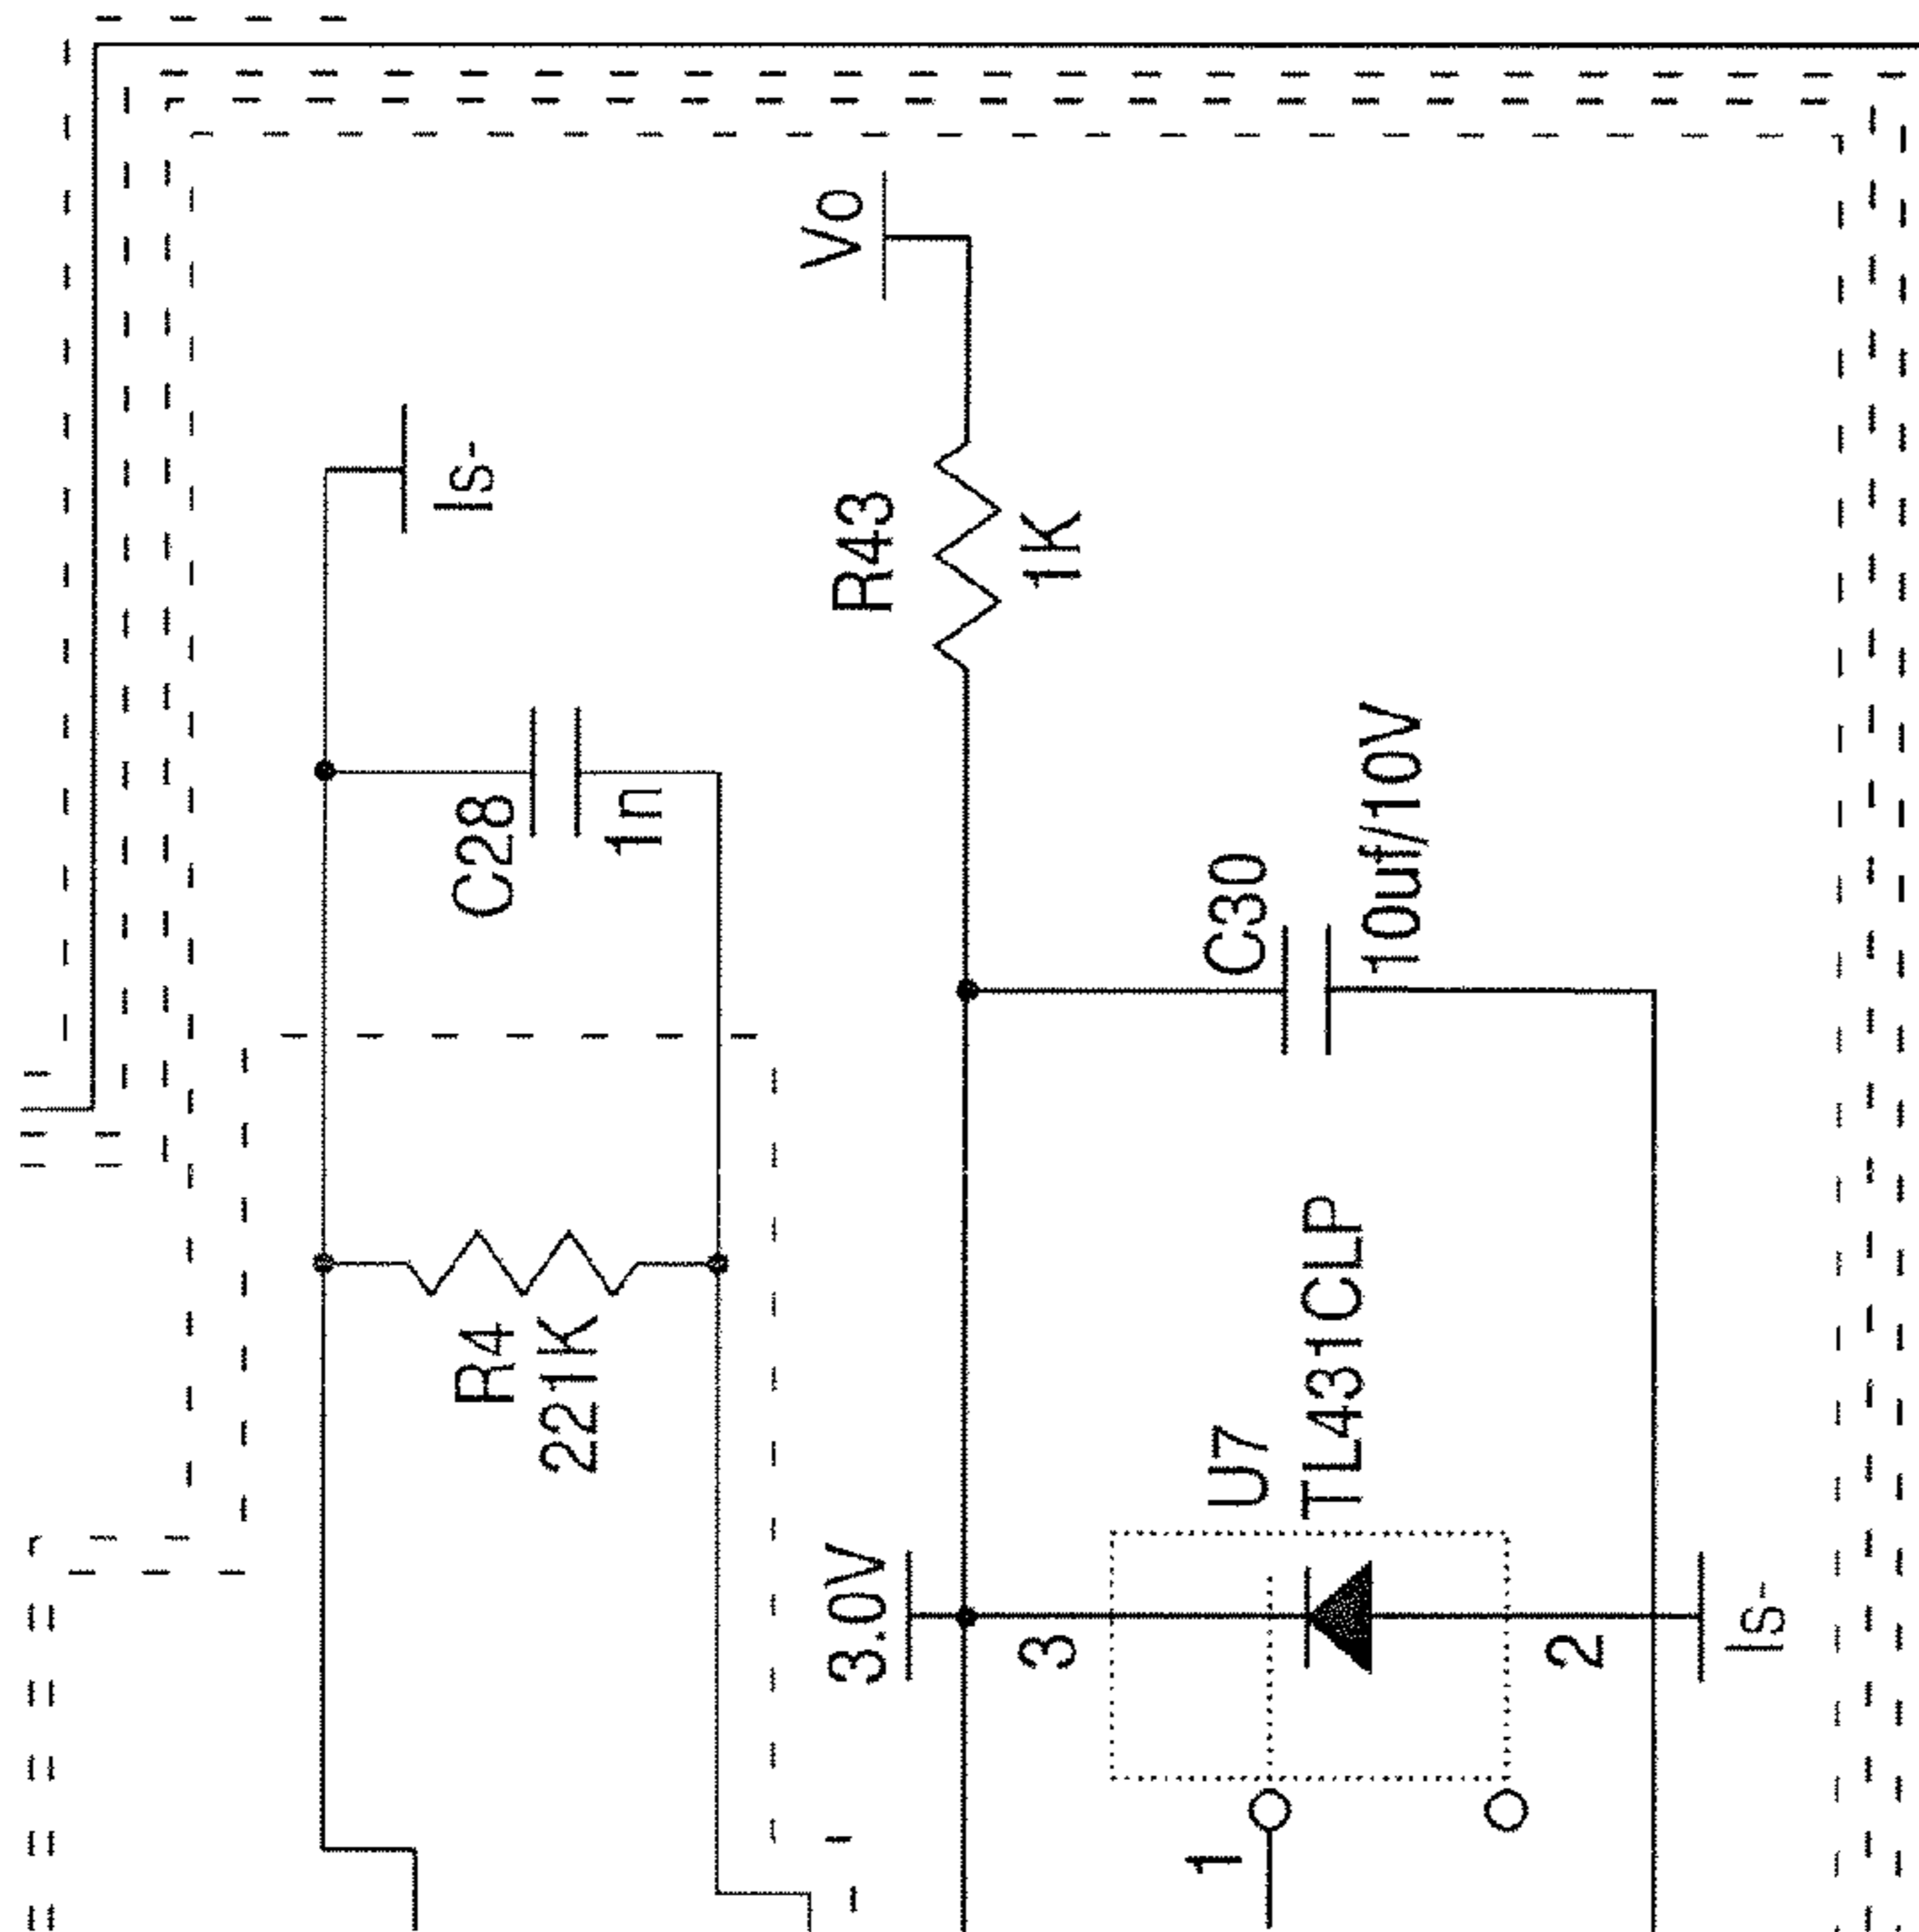 Vo
Is-
R43
1K
C28
1n
C30
10uf/10V
R4
221K
U7
TL431CLP
3.0V
3
2
Is-
1